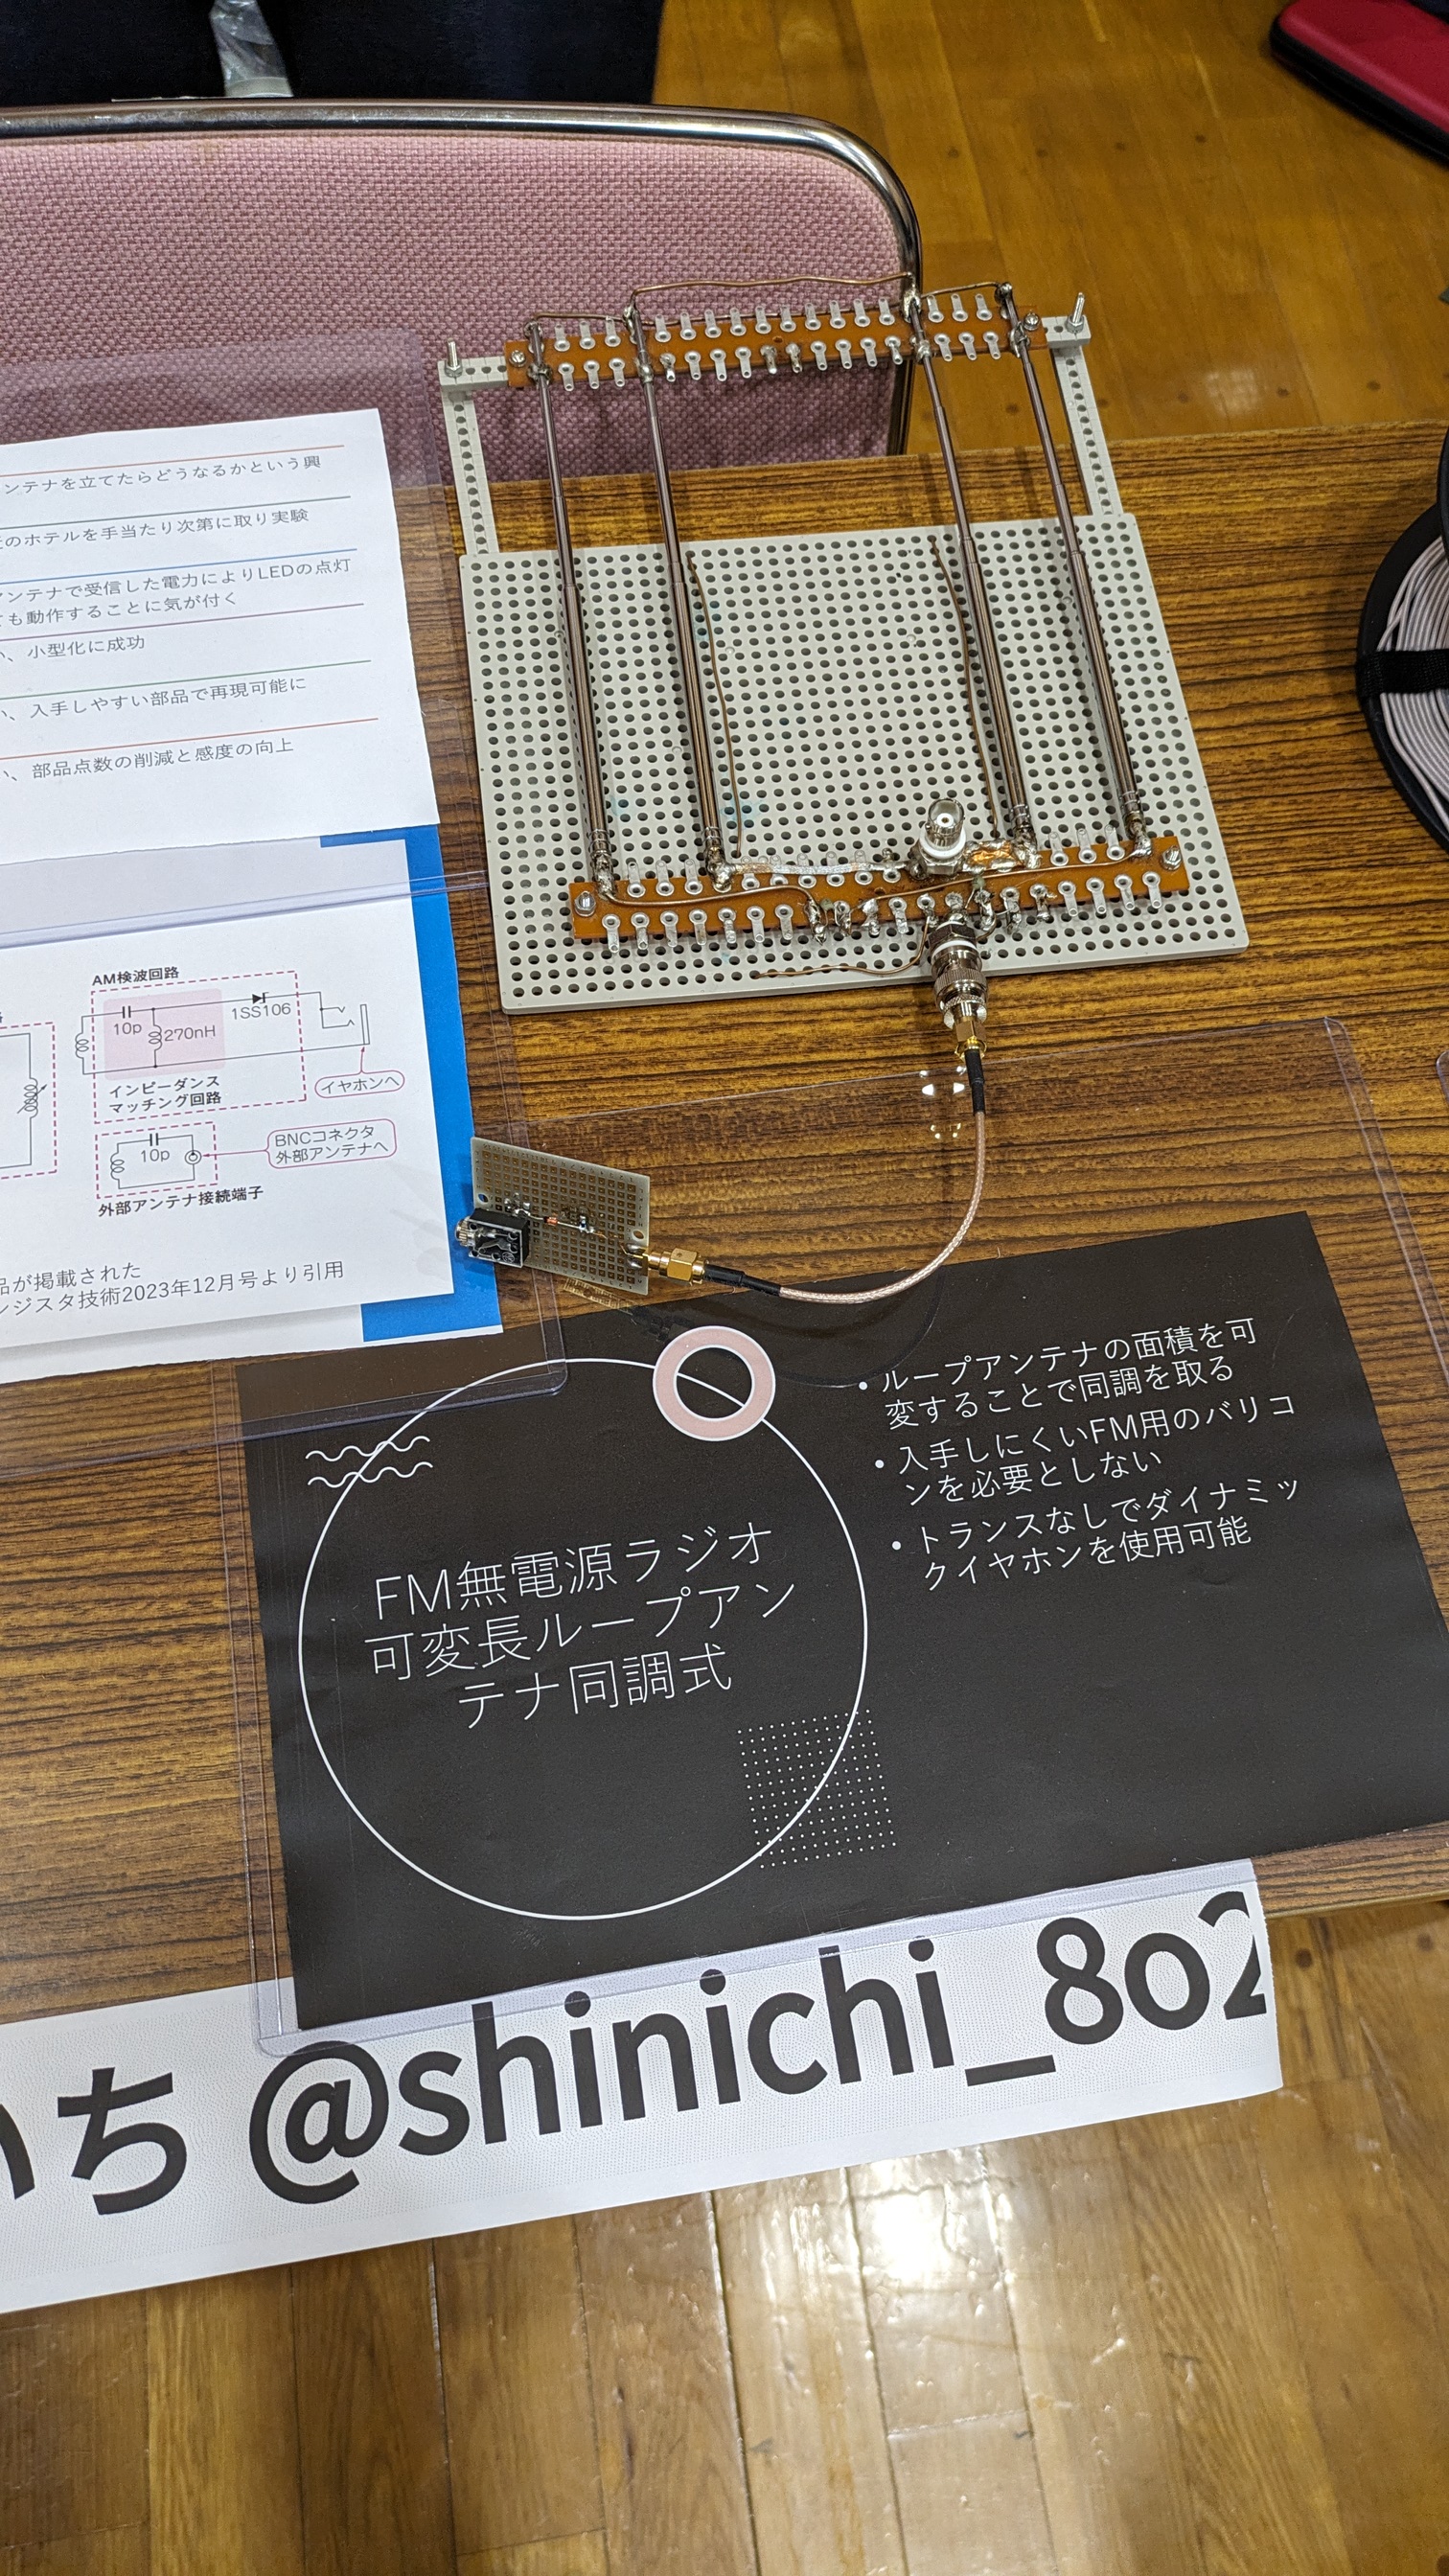 ンテナを立てたらどうなるかという興
のホテルを手当たり次第に取り実験
アンテナで受信した電力によりLEDの点灯
ても動作することに気が付く
い、小型化に成功
い、入手しやすい部品で再現可能に
い、部品点数の削減と感度の向上
AM検波回路
10p
270nH
1SS106
インピーダンス
マッチング回路
イヤホンへ
10p
BNCコネクタ
外部アンテナへ
外部アンテナ接続端子
品が掲載された
ンジスタ技術2023年12月号より引用
FM無電源ラジオ
可変長ループアン
テナ同調式
• ループアンテナの面積を可
変することで同調を取る
• 入手しにくいFM用のバリコ
ンを必要としない
• トランスなしでダイナミッ
クイヤホンを使用可能
いち @shinichi_802